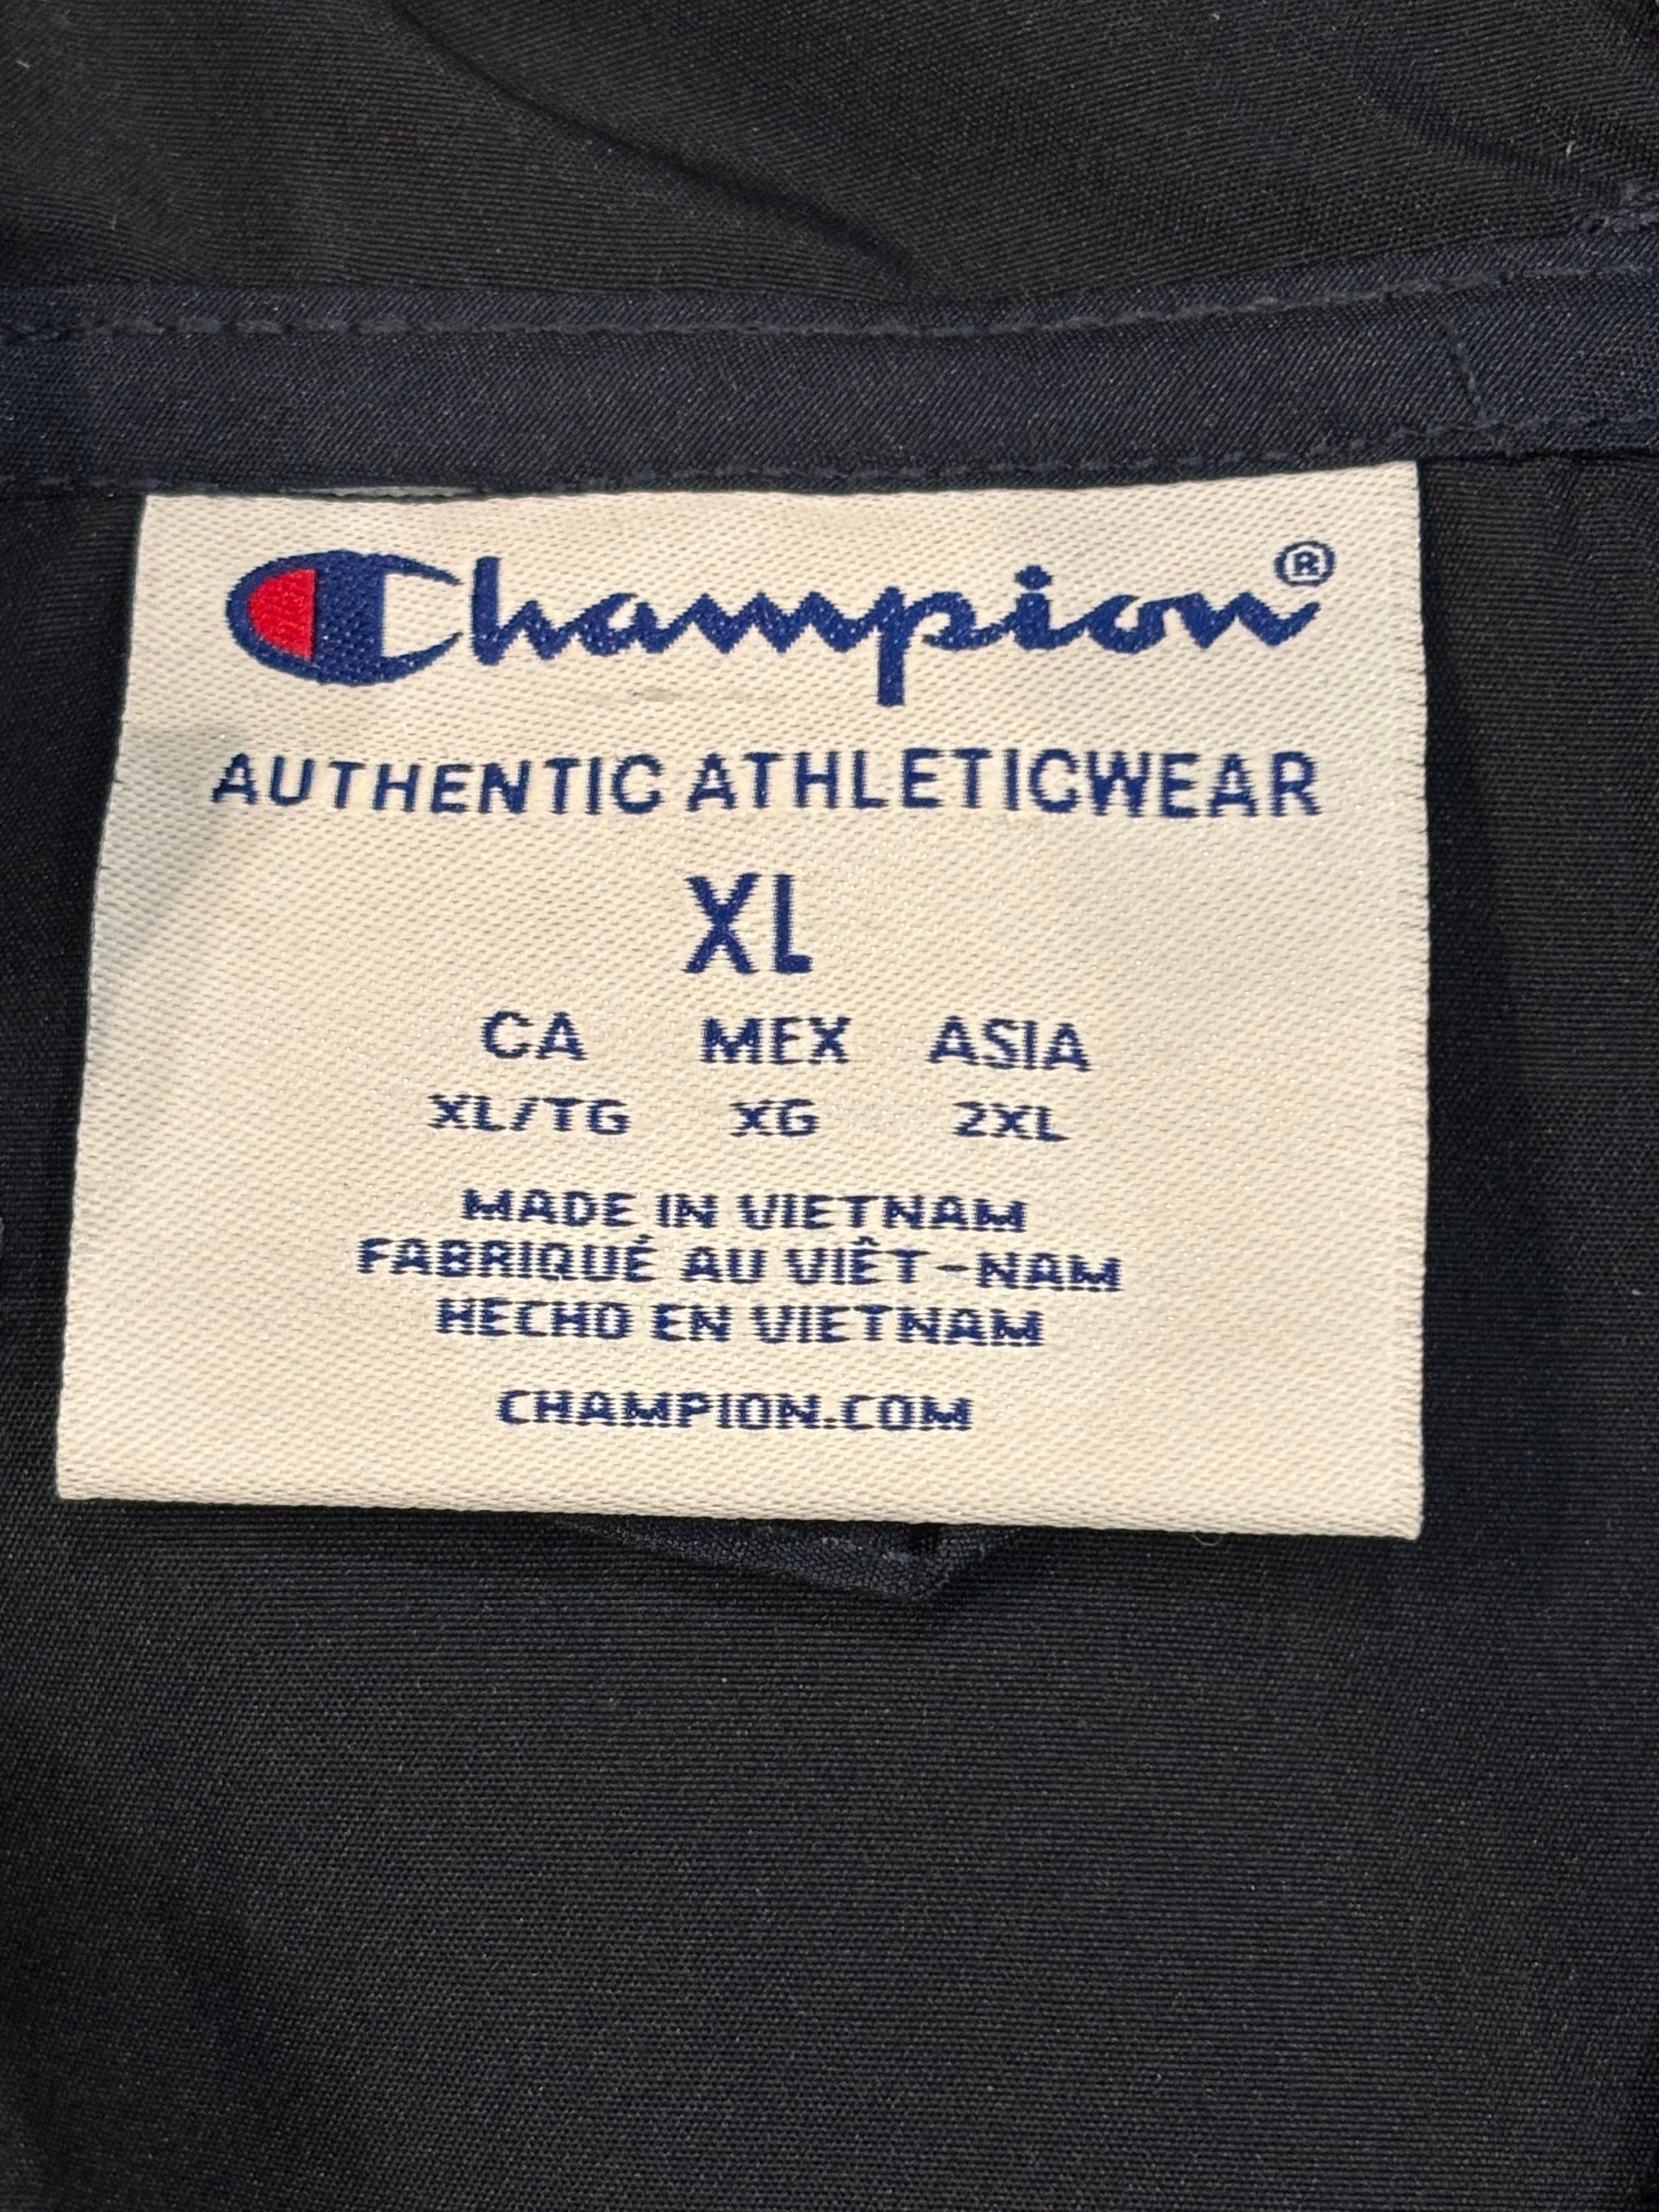 Champion®
AUTHENTIC ATHLETICWEAR
XL
CA MEX ASIA
XL/TG XG 2XL
MADE IN VIETNAM
FABRIQUÉ AU VIÊT-NAM
HECHO EN VIETNAM
CHAMPION.COM